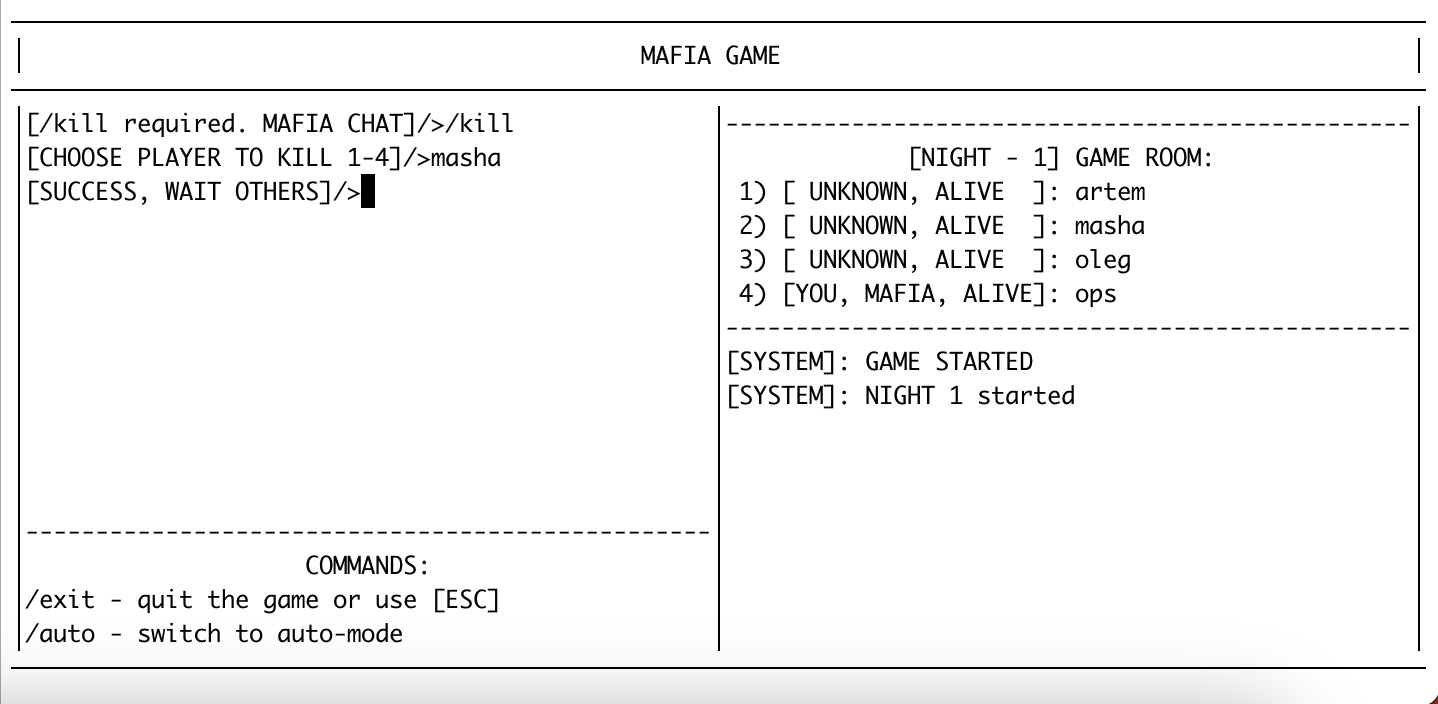 MAFIA GAME
[/kill required. MAFIA CHAT]/>/kill
[CHOOSE PLAYER TO KILL 1-4]/>masha
[SUCCESS, WAIT OTHERS]/>
--------------------------------------------------
COMMANDS:
/exit - quit the game or use [ESC]
/auto - switch to auto-mode
--------------------------------------------------
[NIGHT - 1] GAME ROOM:
1) [ UNKNOWN, ALIVE  ]: artem
2) [ UNKNOWN, ALIVE  ]: masha
3) [ UNKNOWN, ALIVE  ]: oleg
4) [YOU, MAFIA, ALIVE]: ops
--------------------------------------------------
[SYSTEM]: GAME STARTED
[SYSTEM]: NIGHT 1 started